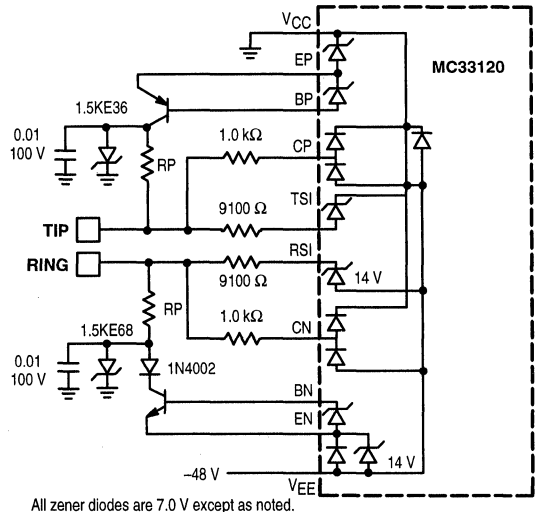 VCC
EP
MC33120
BP
1.5KE36
0.01
100 V
1.0 kΩ
CP
RP
TSI
9100 Ω
TIP
RING
RSI
9100 Ω
14 V
RP
1.0 kΩ
CN
1.5KE68
0.01
100 V
1N4002
BN
EN
–48 V
VEE
14 V
All zener diodes are 7.0 V except as noted.